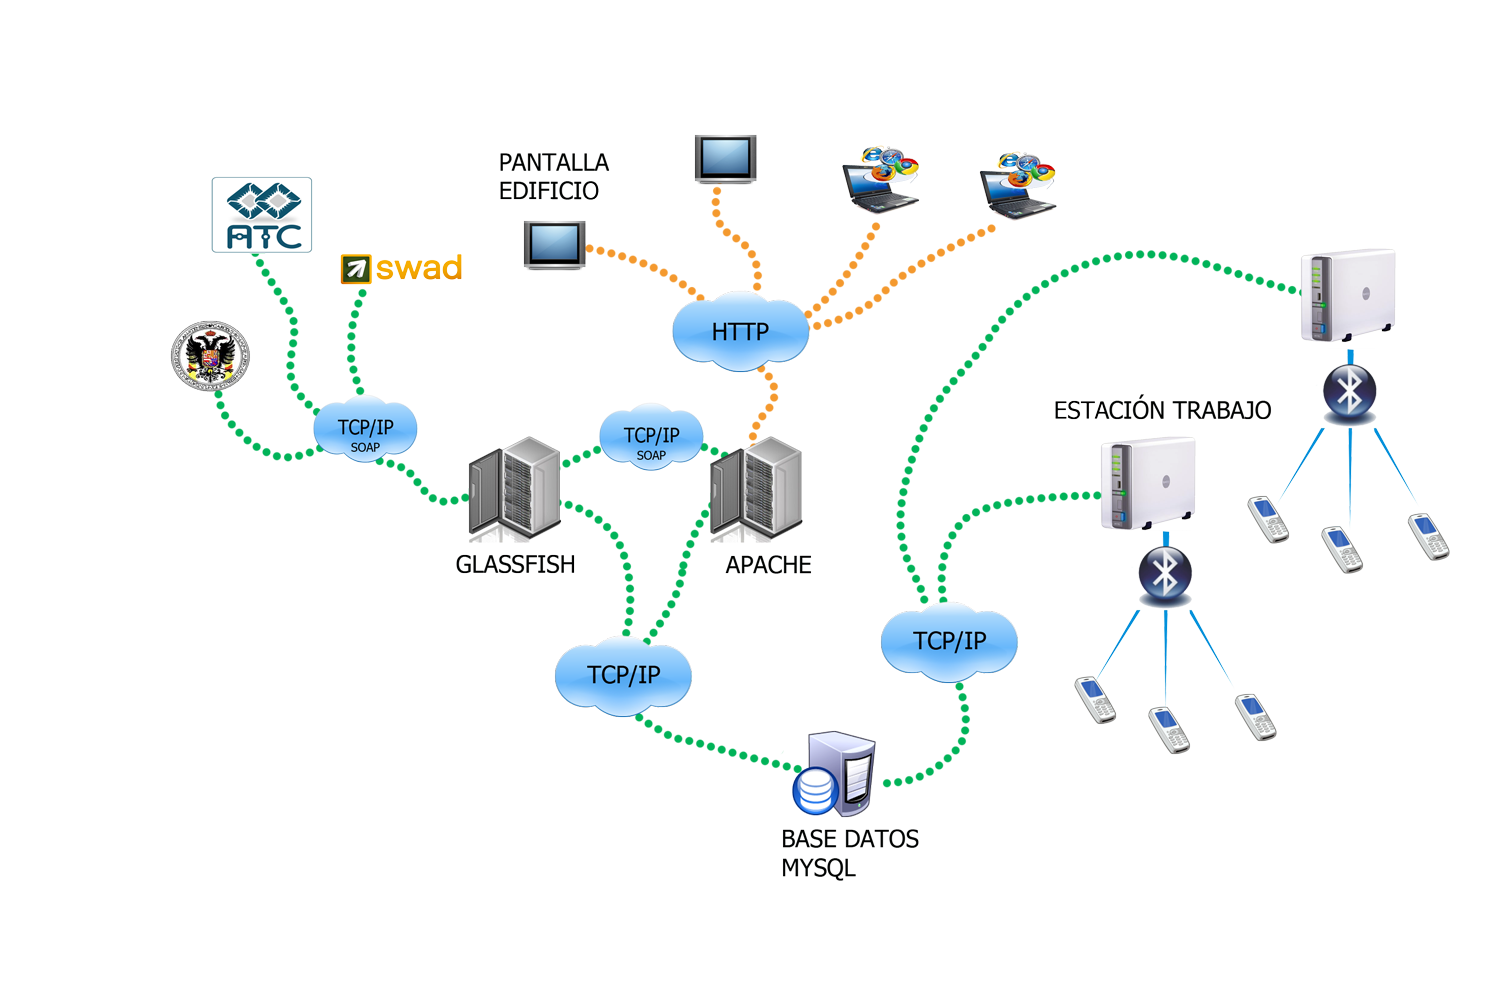 PANTALLA
EDIFICIO
ATC
swad
HTTP
ESTACIÓN TRABAJO
TCP/IP
SOAP
TCP/IP
SOAP
GLASSFISH
APACHE
TCP/IP
TCP/IP
BASE DATOS
MYSQL